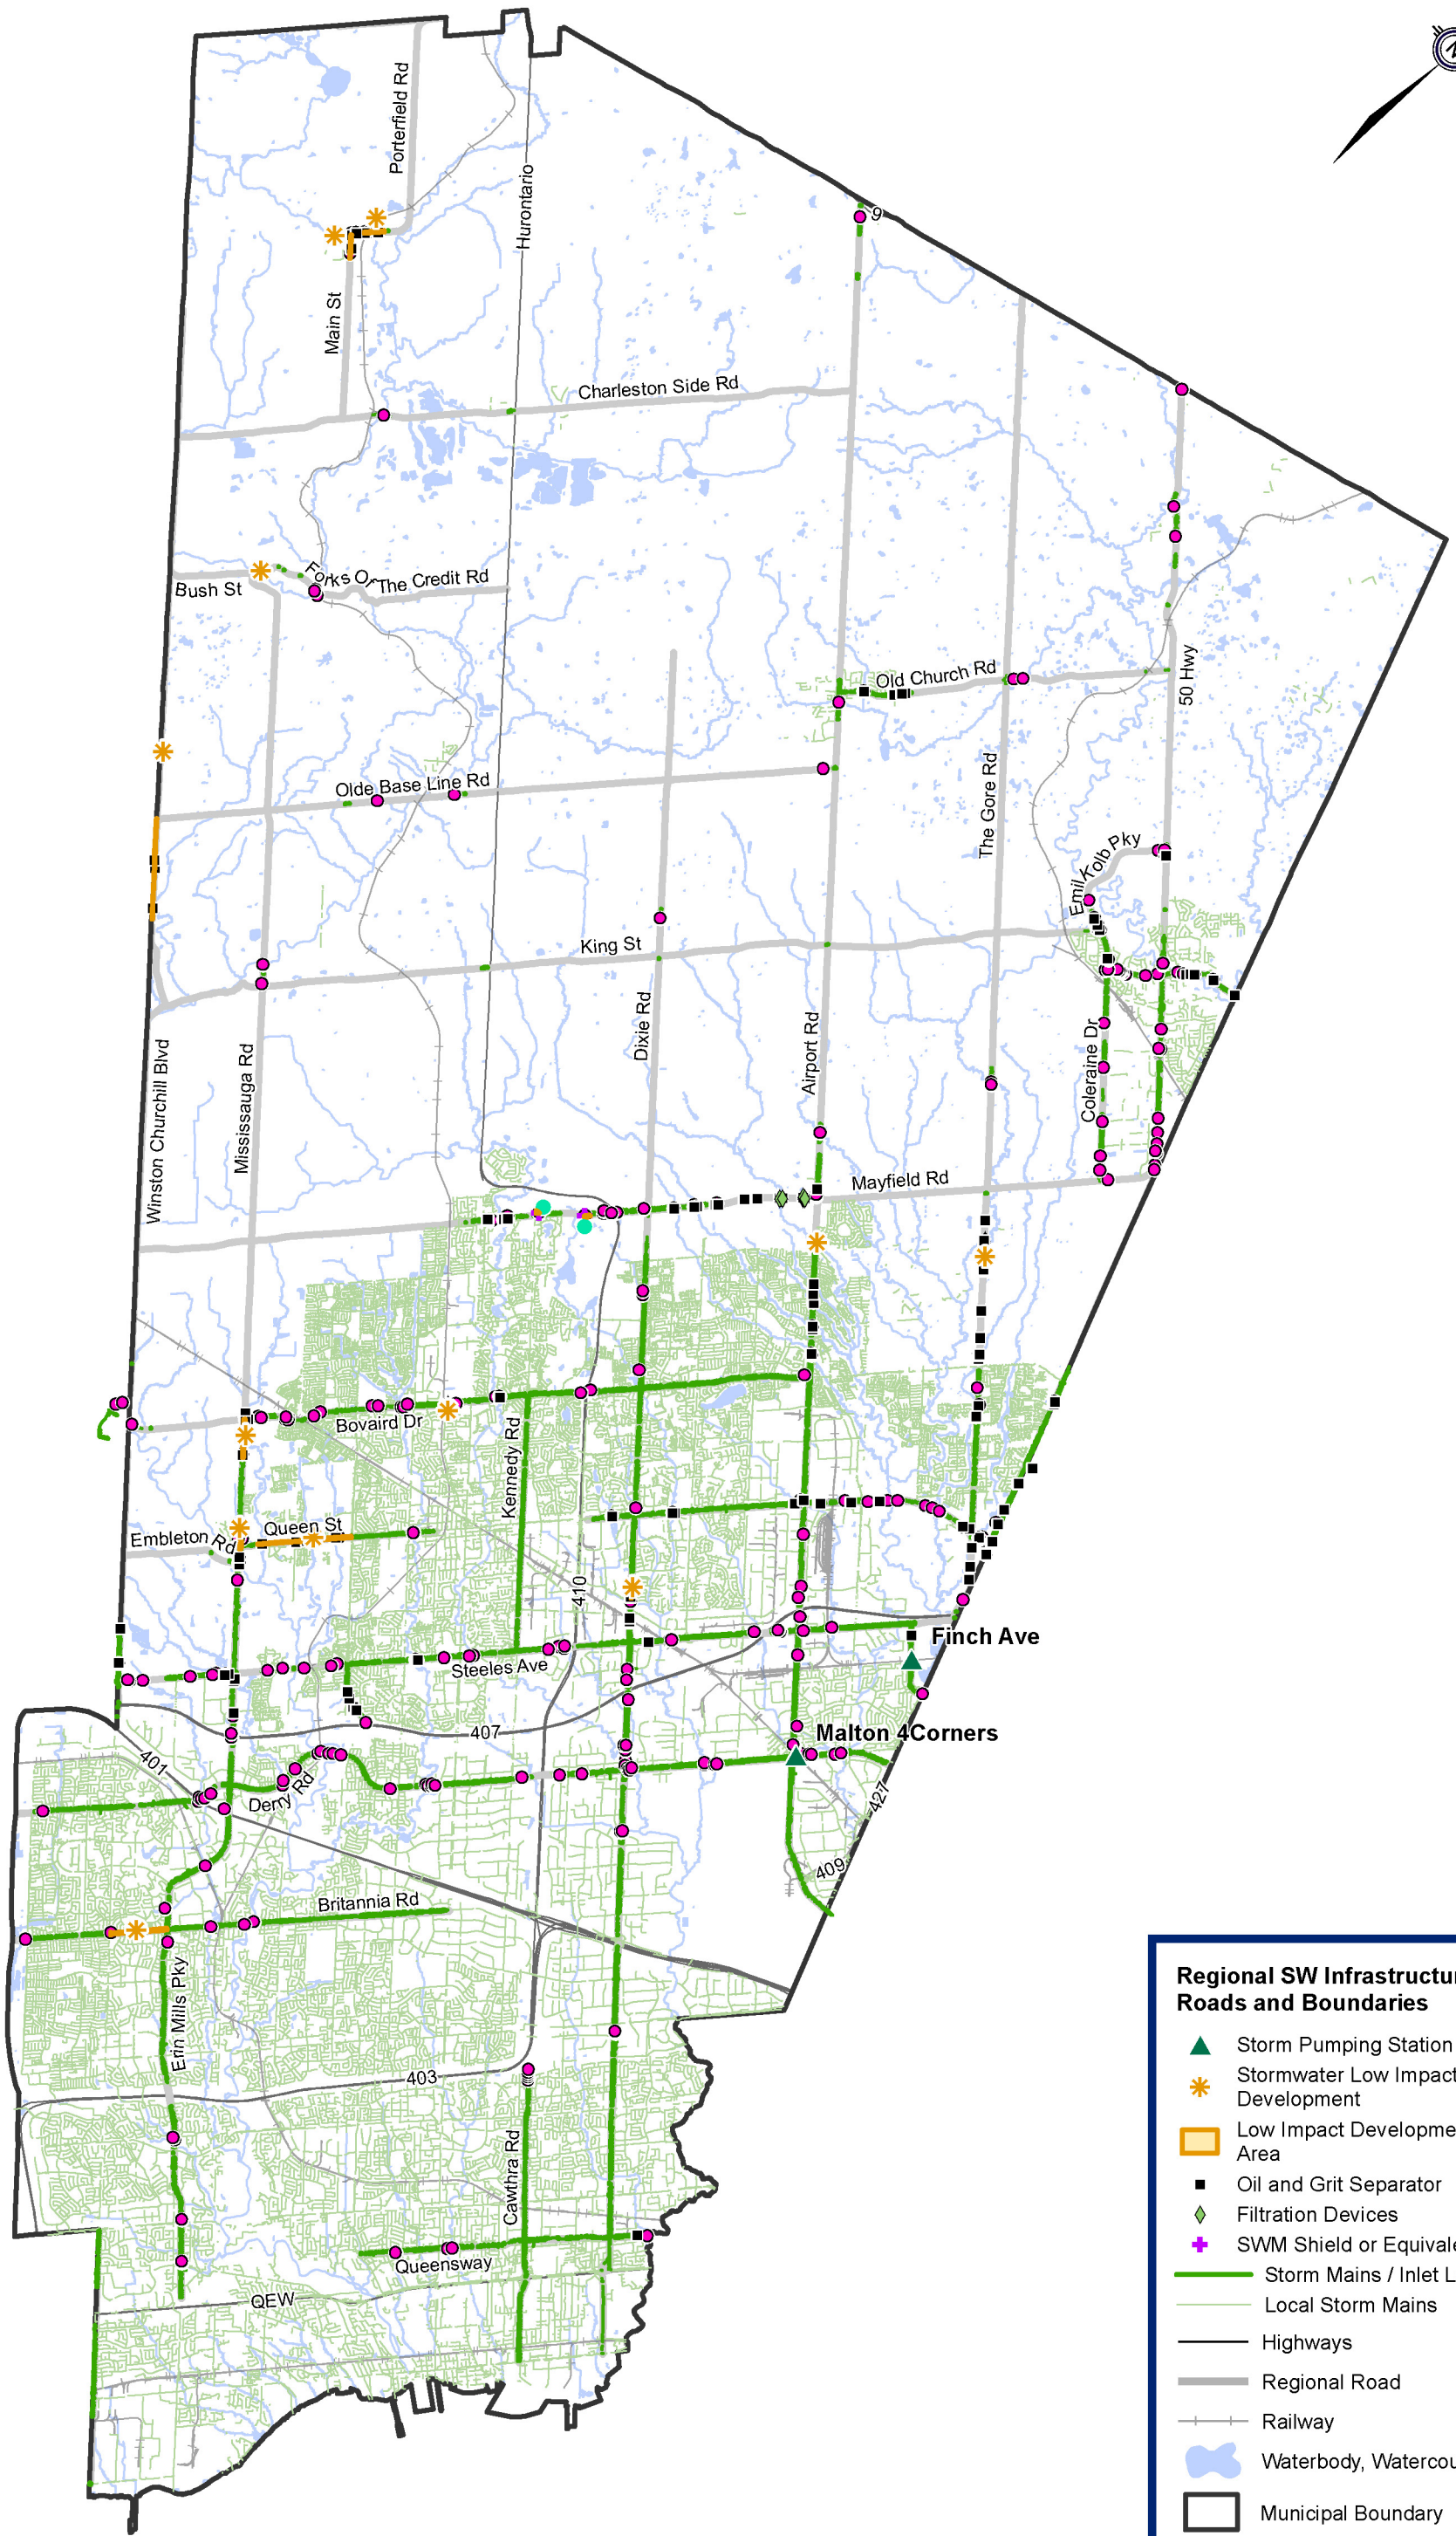 Porterfield Rd
Hurontario
9
Main St
Charleston Side Rd
Forks Of The Credit Rd
Bush St
Old Church Rd
50 Hwy
Olde Base Line Rd
The Gore Rd
Emil Kolb Pky
King St
Dixie Rd
Airport Rd
Coleraine Dr
Winston Churchill Blvd
Mississauga Rd
Mayfield Rd
Bovaird Dr
Kennedy Rd
Queen St
Embleton Rd
410
Finch Ave
Steeles Ave
407
Malton 4Corners
401
Derry Rd
427
409
Britannia Rd
Erin Mills Pky
403
Cawthra Rd
Queensway
QEW
Regional SW Infrastructu
Roads and Boundaries
Storm Pumping Station
Stormwater Low Impact
Development
Low Impact Developme
Area
Oil and Grit Separator
Filtration Devices
SWM Shield or Equivale
Storm Mains / Inlet L
Local Storm Mains
Highways
Regional Road
Railway
Waterbody, Watercou
Municipal Boundary